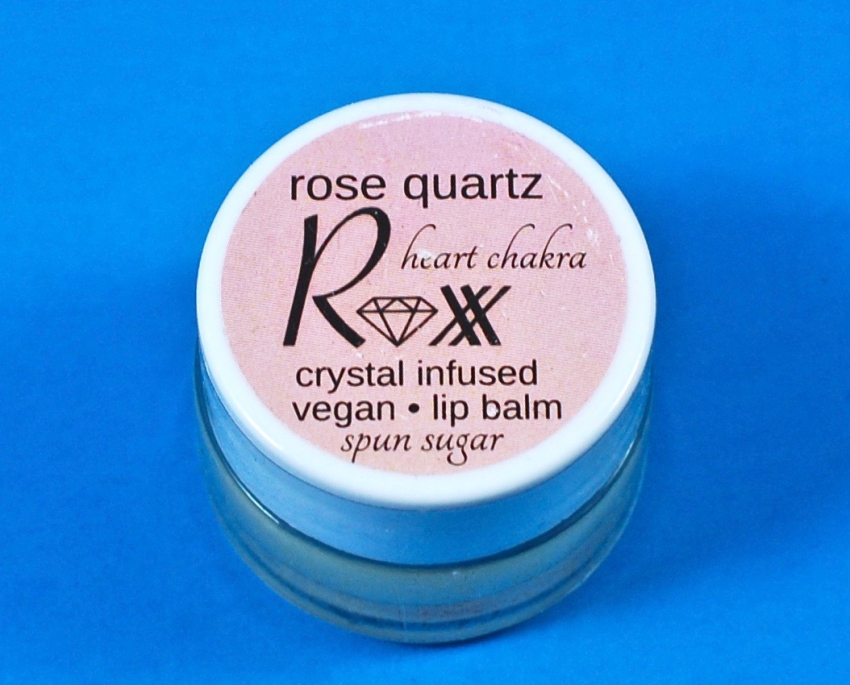 rose quartz
heart chakra
Roxx
crystal infused
vegan • lip balm
spun sugar